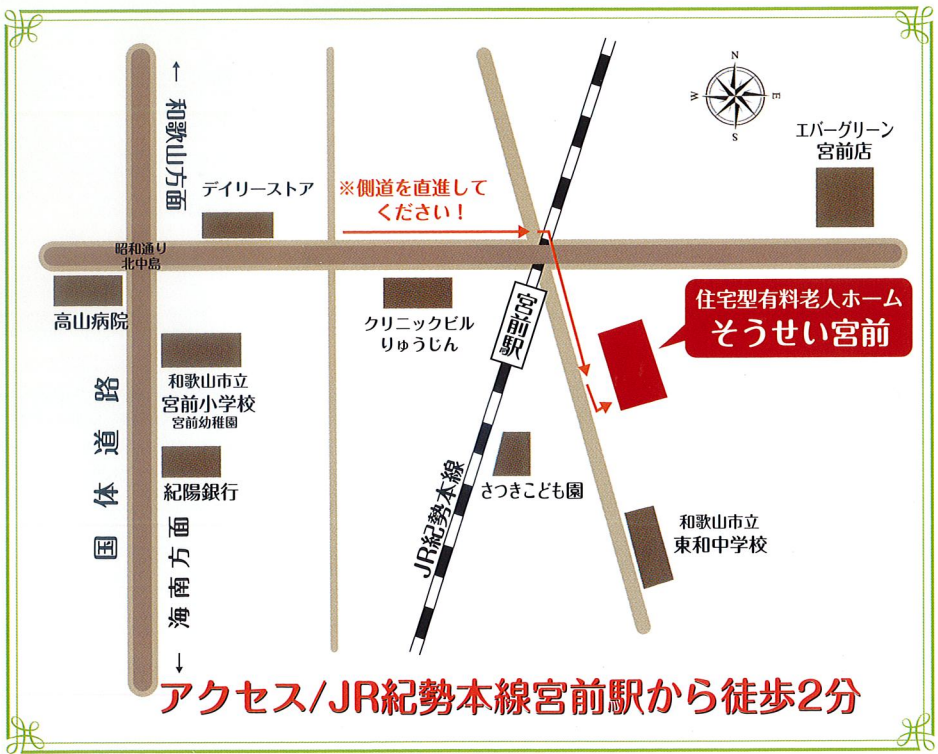 N
W
E
S
←
和歌山方面
デイリーストア
※側道を直進して
ください！
エバーグリーン
宮前店
昭和通り
北中島
高山病院
クリニックビル
りゅうじん
宮前駅
住宅型有料老人ホーム
そうせい宮前
和歌山市立
宮前小学校
宮前幼稚園
国体道路
紀陽銀行
さつきこども園
JR紀勢本線
和歌山市立
東和中学校
海南方面
→
アクセス/JR紀勢本線宮前駅から徒歩2分